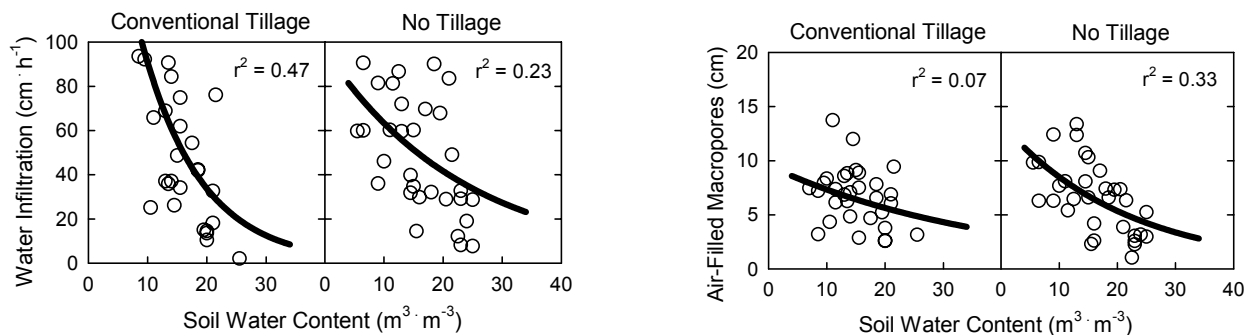 Conventional Tillage
No Tillage
r² = 0.47
r² = 0.23
Water Infiltration (cm · h⁻¹)
100
80
60
40
20
0
0 10 20 0 10 20 30 40
Soil Water Content (m³ · m⁻³)
Conventional Tillage
No Tillage
r² = 0.07
r² = 0.33
Air-Filled Macropores (cm)
20
15
10
5
0
0 10 20 0 10 20 30 40
Soil Water Content (m³ · m⁻³)